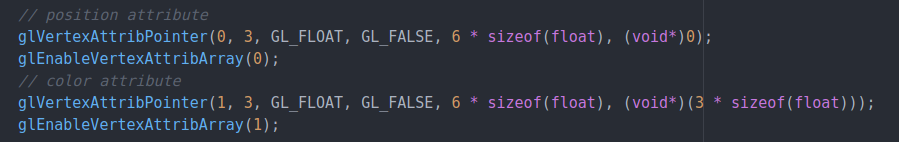 // position attribute
glVertexAttribPointer(0, 3, GL_FLOAT, GL_FALSE, 6 * sizeof(float), (void*)0);
glEnableVertexAttribArray(0);
// color attribute
glVertexAttribPointer(1, 3, GL_FLOAT, GL_FALSE, 6 * sizeof(float), (void*)(3 * sizeof(float)));
glEnableVertexAttribArray(1);